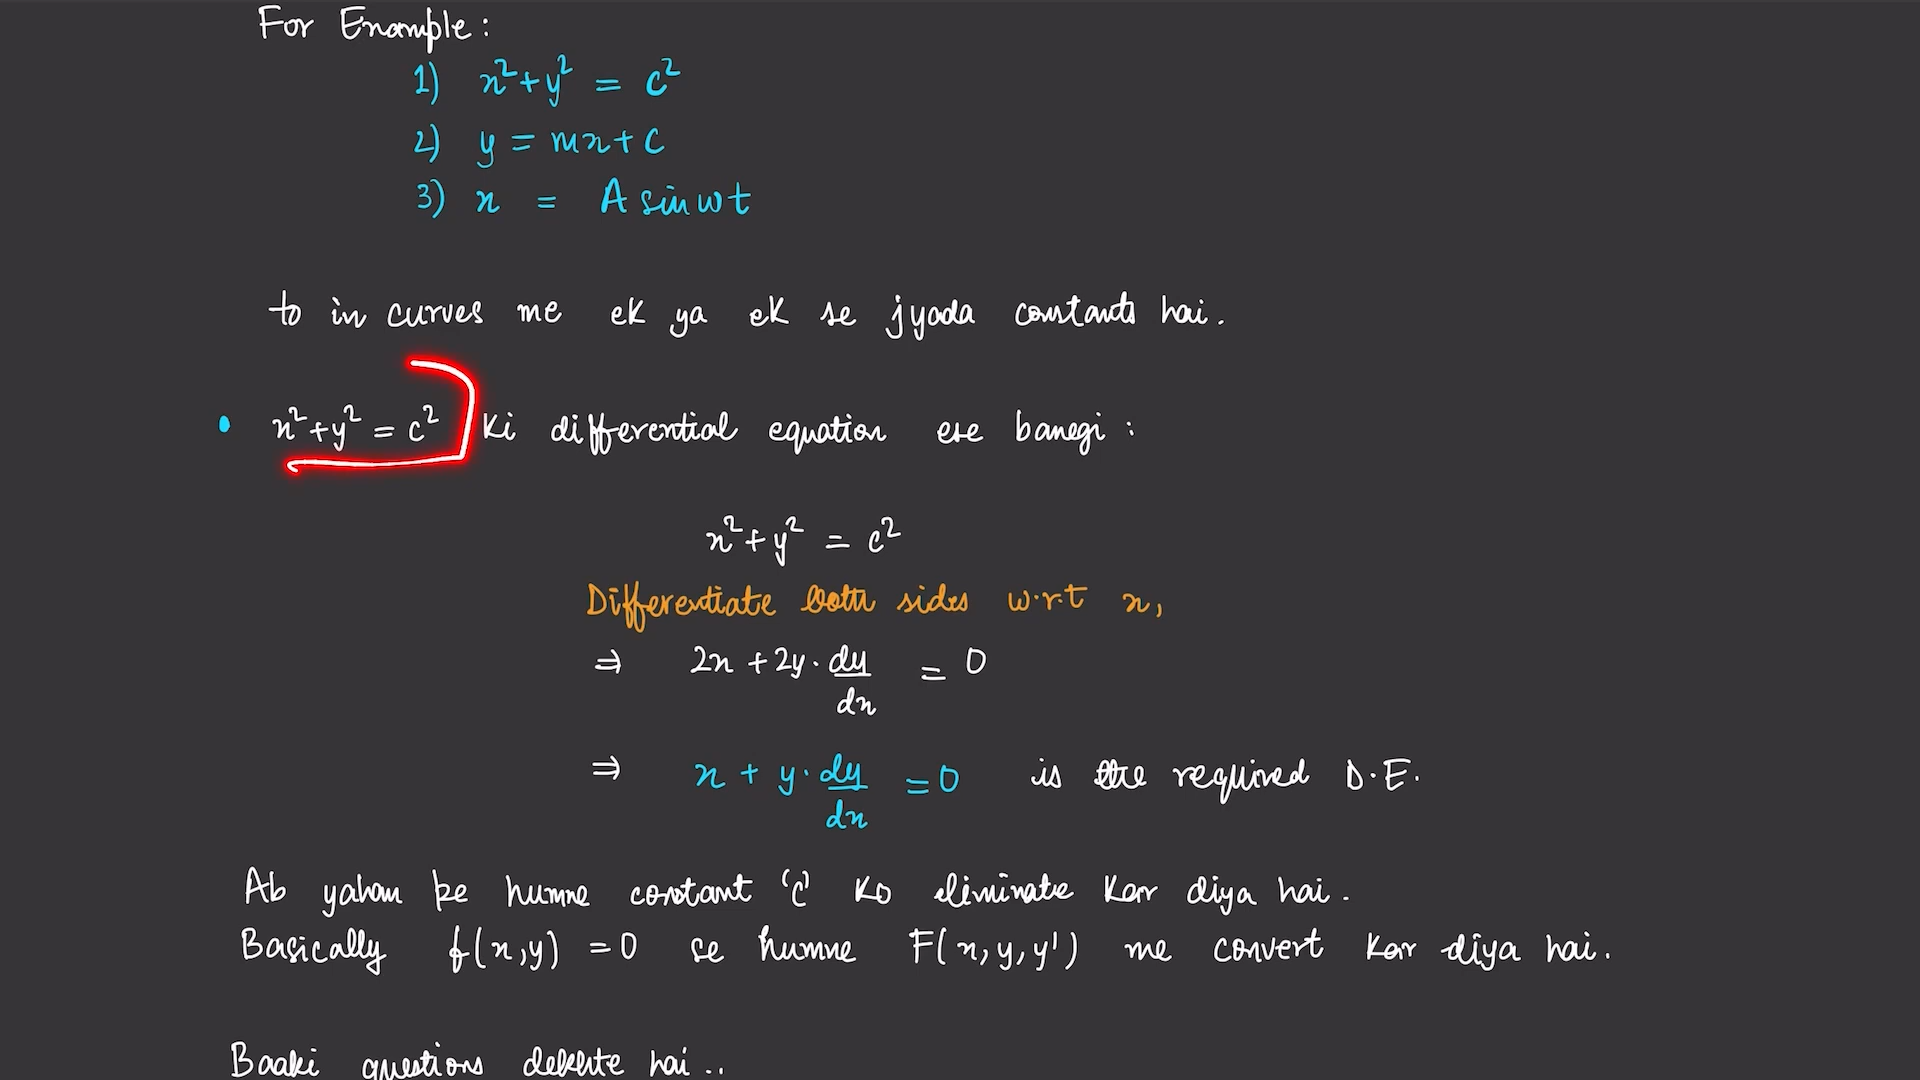 For Example:
1) x²+y² = c²
2) y = mx+c
3) x = A sin wt
to in curves me ek ya ek se jyada constants hai.
• x²+y² = c² ki differential equation ese banegi :
x²+y² = c²
Differentiate both sides w.r.t x,
⇒ 2x + 2y · dy/dx = 0
⇒ x + y · dy/dx = 0 is the required D.E.
Ab yahan pe humne constant 'c' ko eliminate kar diya hai.
Basically f(x,y) = 0 se humne F(x, y, y') me convert kar diya hai.
Baaki questions dekhte hai..